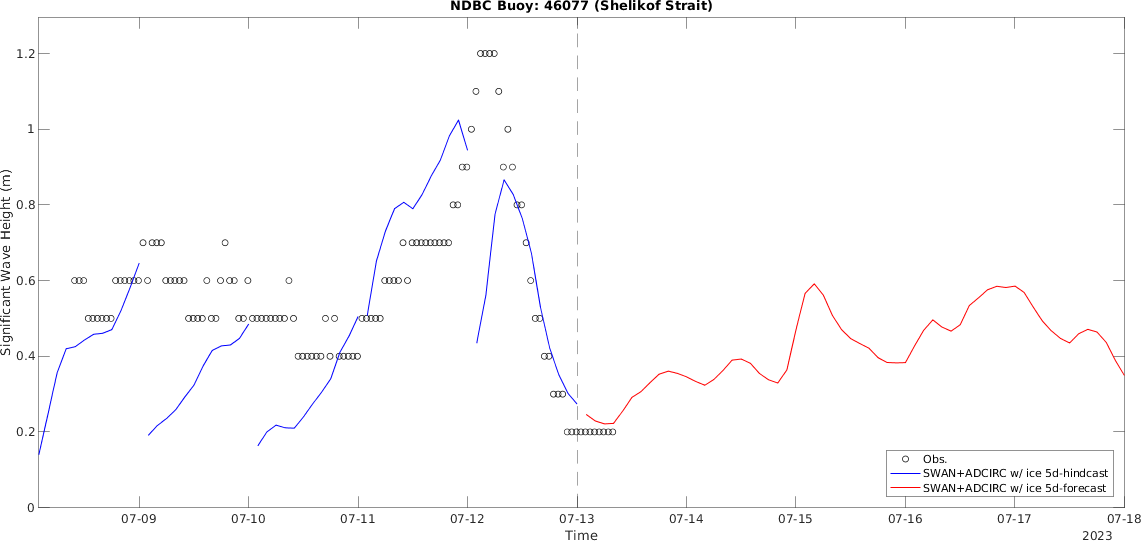 NDBC Buoy: 46077 (Shelikof Strait)
Significant Wave Height (m)
1.2
1
0.8
0.6
0.4
0.2
0
Obs.
SWAN+ADCIRC w/ ice 5d-hindcast
SWAN+ADCIRC w/ ice 5d-forecast
07-09 07-10 07-11 07-12 07-13 07-14 07-15 07-16 07-17 07-18
Time
2023